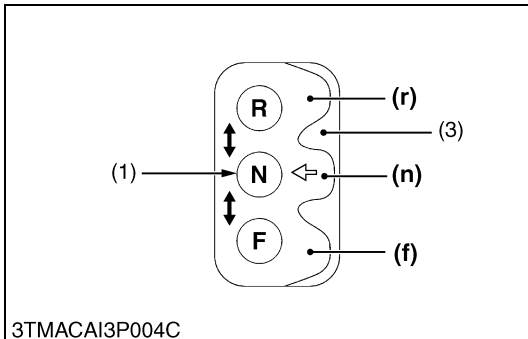 R (r)
(3)
(1) N (n)
F (f)
3TMACAI3P004C